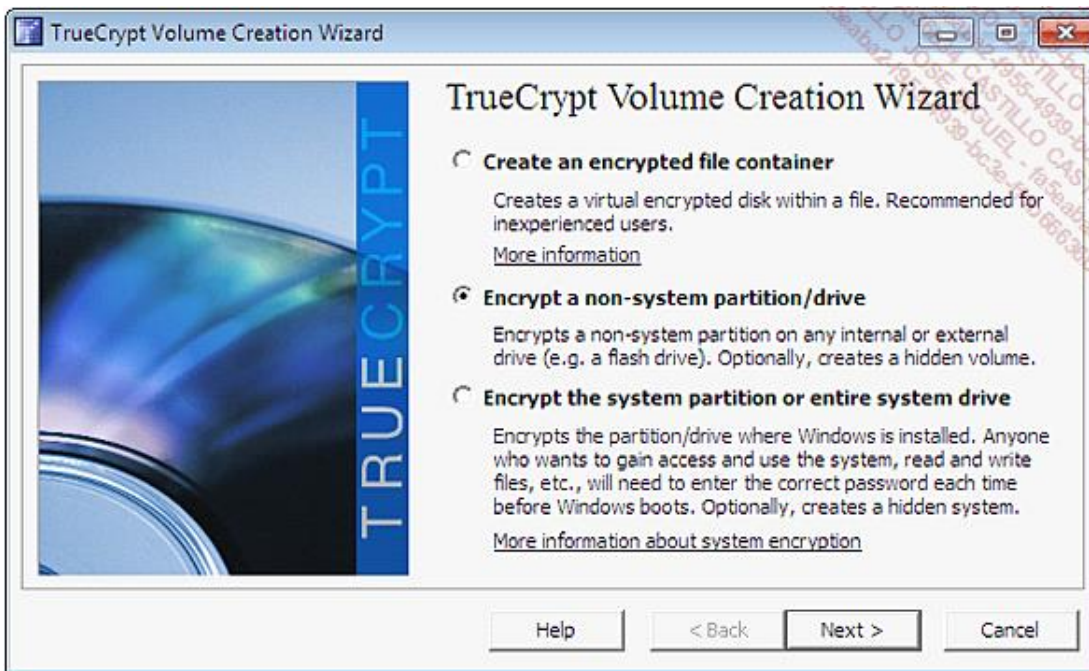 TrueCrypt Volume Creation Wizard
TRUECRYPT
TrueCrypt Volume Creation Wizard
Create an encrypted file container
Creates a virtual encrypted disk within a file. Recommended for
inexperienced users.
More information
Encrypt a non-system partition/drive
Encrypts a non-system partition on any internal or external
drive (e.g. a flash drive). Optionally, creates a hidden volume.
Encrypt the system partition or entire system drive
Encrypts the partition/drive where Windows is installed. Anyone
who wants to gain access and use the system, read and write
files, etc., will need to enter the correct password each time
before Windows boots. Optionally, creates a hidden system.
More information about system encryption
Help
< Back
Next >
Cancel